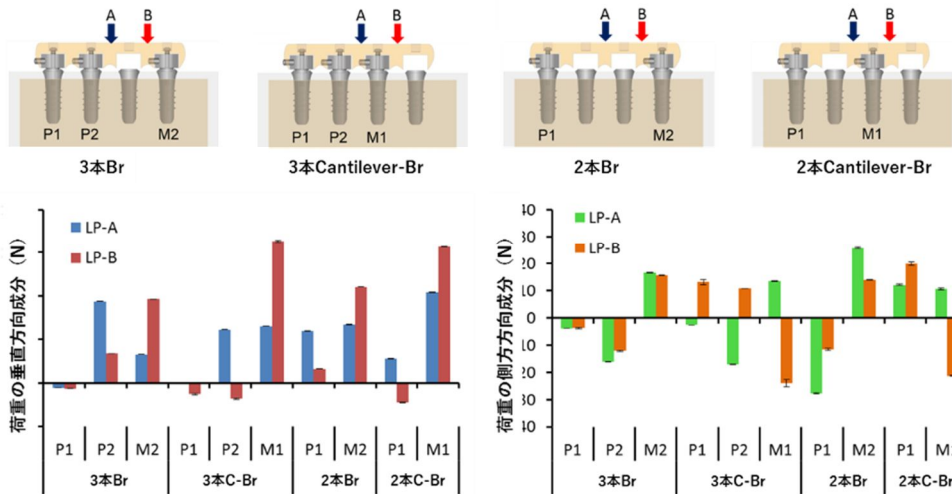 A B
P1 P2 M2
3本Br
A B
P1 P2 M1
3本Cantilever-Br
A B
P1 M2
2本Br
A B
P1 M1
2本Cantilever-Br
荷重の垂直方向成分（N）
LP-A
LP-B
P1 P2 M2 P1 P2 M1 P1 M2 P1 M1
3本Br 3本C-Br 2本Br 2本C-Br
荷重の側方方向成分（N）
LP-A
LP-B
40
30
20
10
0
10
20
30
40
P1 P2 M2 P1 P2 M1 P1 M2 P1 M1
3本Br 3本C-Br 2本Br 2本C-Br